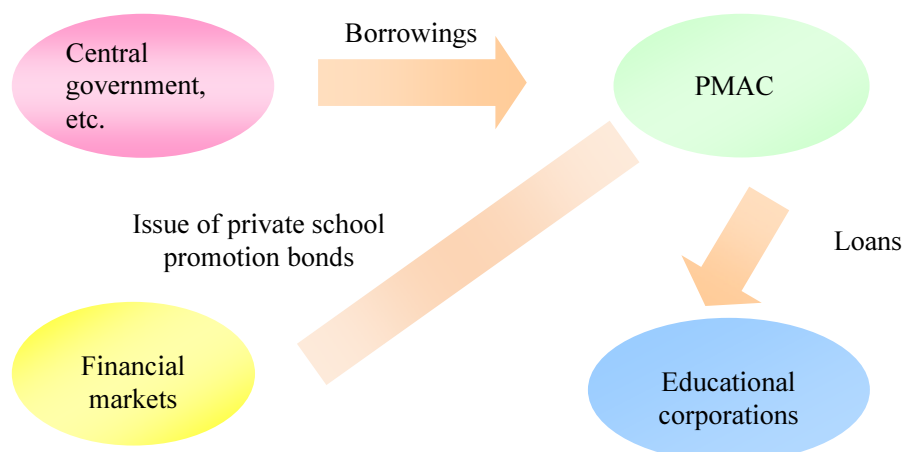 Borrowings
Central
government,
etc.
PMAC
Issue of private school
promotion bonds
Loans
Financial
markets
Educational
corporations